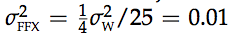 σ²_FFX = ¼σ²_W/25 = 0.01